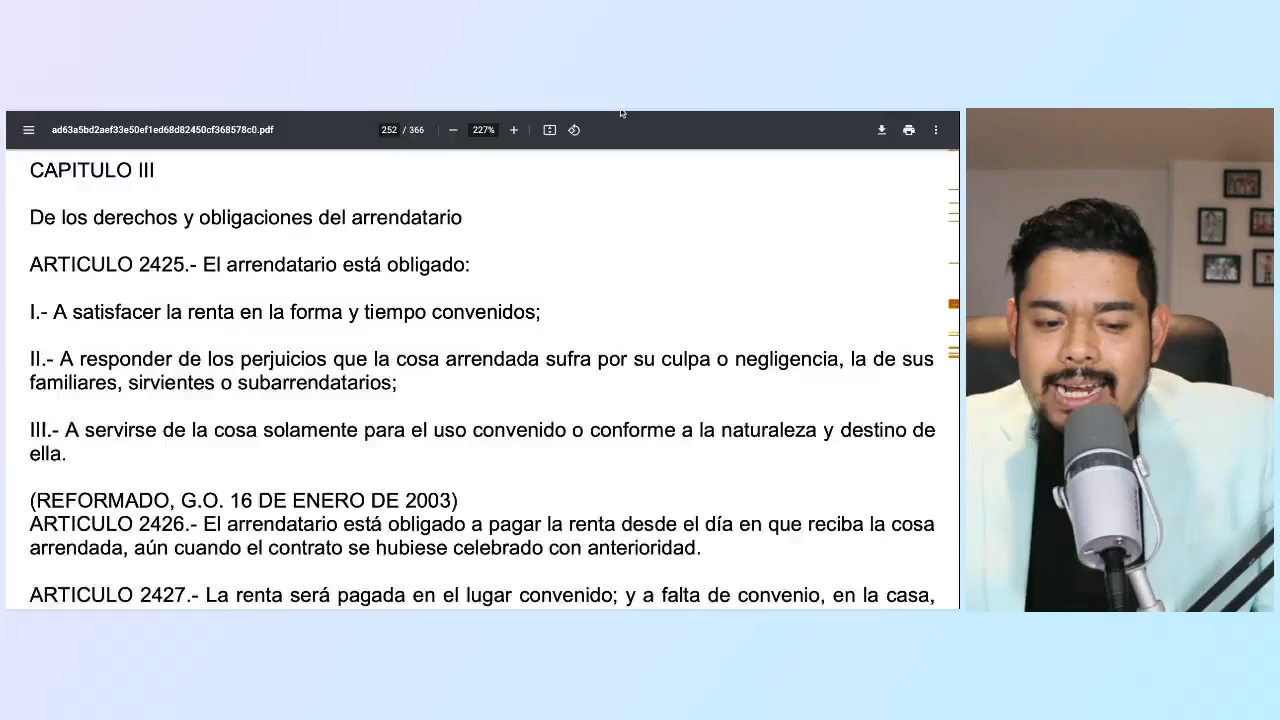 ad63a5bd2aef33e50ef1ed68d82450cf368578c0.pdf
252 / 366
227%
CAPITULO III
De los derechos y obligaciones del arrendatario
ARTICULO 2425.- El arrendatario está obligado:
I.- A satisfacer la renta en la forma y tiempo convenidos;
II.- A responder de los perjuicios que la cosa arrendada sufra por su culpa o negligencia, la de sus
familiares, sirvientes o subarrendatarios;
III.- A servirse de la cosa solamente para el uso convenido o conforme a la naturaleza y destino de
ella.
(REFORMADO, G.O. 16 DE ENERO DE 2003)
ARTICULO 2426.- El arrendatario está obligado a pagar la renta desde el día en que reciba la cosa
arrendada, aún cuando el contrato se hubiese celebrado con anterioridad.
ARTICULO 2427.- La renta será pagada en el lugar convenido; y a falta de convenio, en la casa,